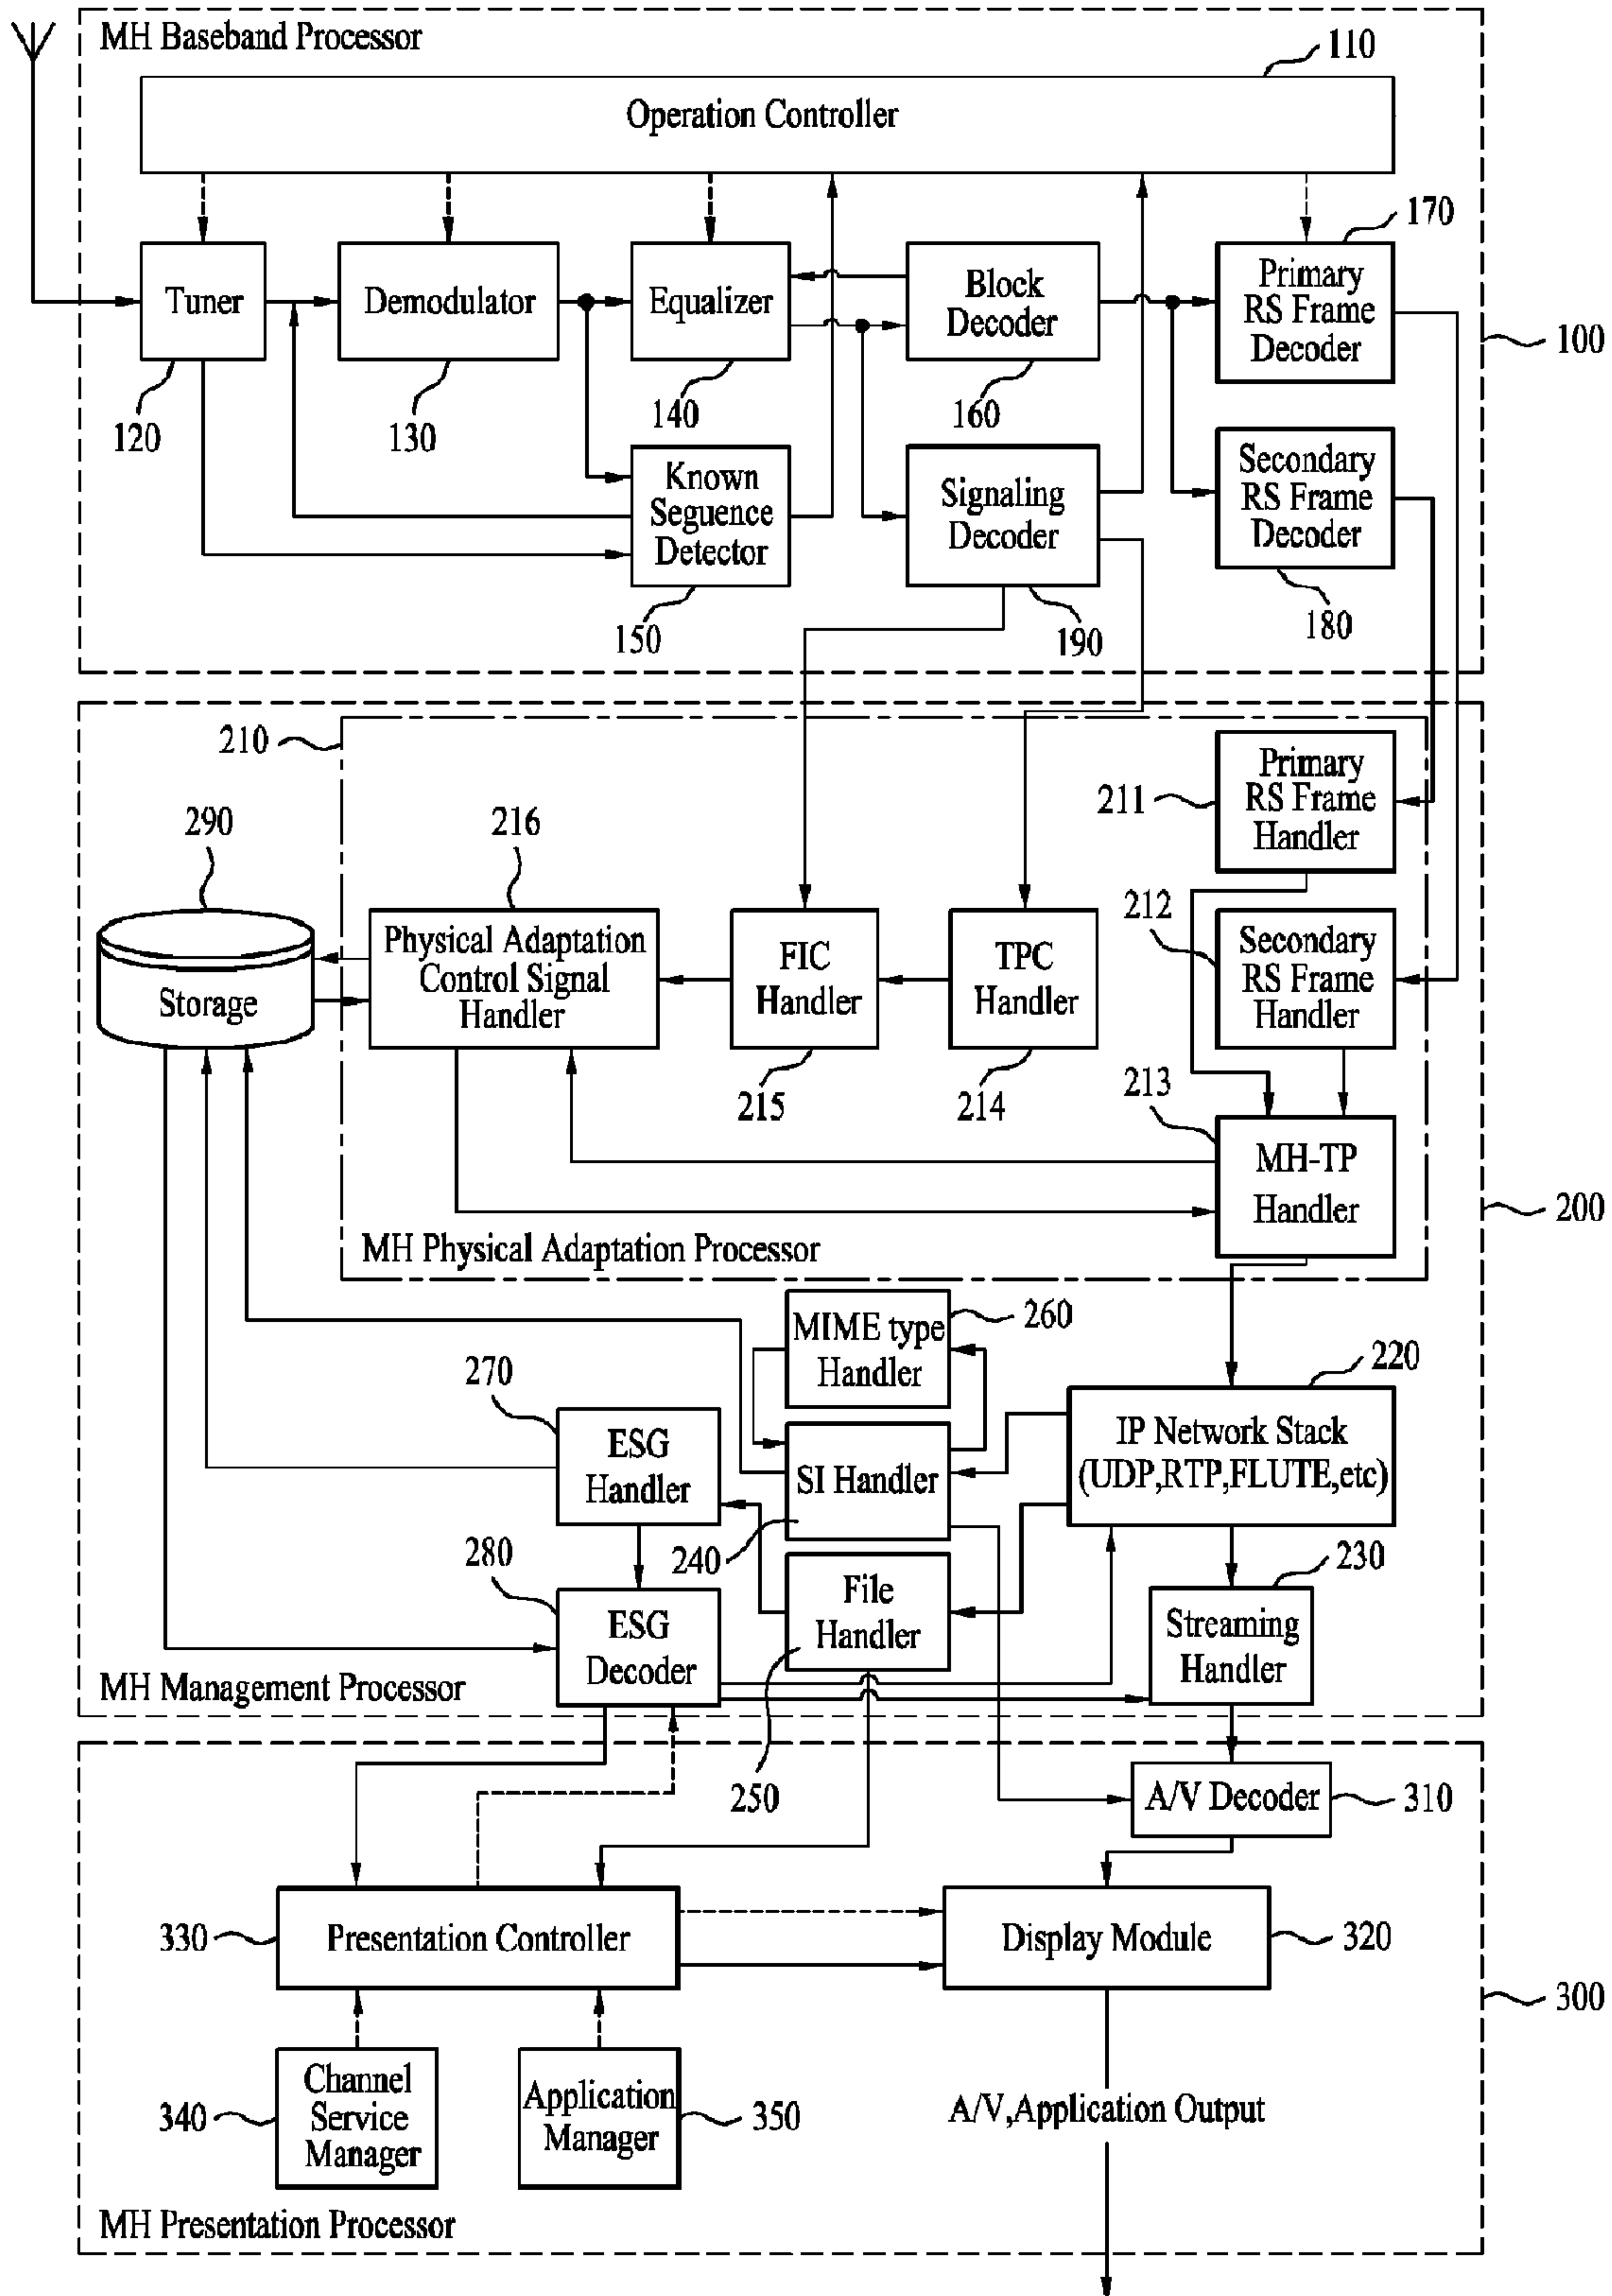 MH Baseband Processor
110
Operation Controller
170
Tuner
Demodulator
Equalizer
Block
Decoder
Primary
RS Frame
Decoder
100
120
130
140
160
Known
Seguence
Detector
Signaling
Decoder
Secondary
RS Frame
Decoder
150
190
180
210
Primary
RS Frame
Handler
211
290
216
212
Storage
Physical Adaptation
Control Signal
Handler
FIC
Handler
TPC
Handler
Secondary
RS Frame
Handler
215
214
213
MH-TP
Handler
200
MH Physical Adaptation Processor
MIME type
Handler
260
220
270
ESG
Handler
SI Handler
IP Network Stack
(UDP,RTP,FLUTE,etc)
280
240
230
ESG
Decoder
File
Handler
Streaming
Handler
MH Management Processor
250
A/V Decoder
310
330
Presentation Controller
Display Module
320
300
340
Channel
Service
Manager
Application
Manager
350
A/V,Application Output
MH Presentation Processor